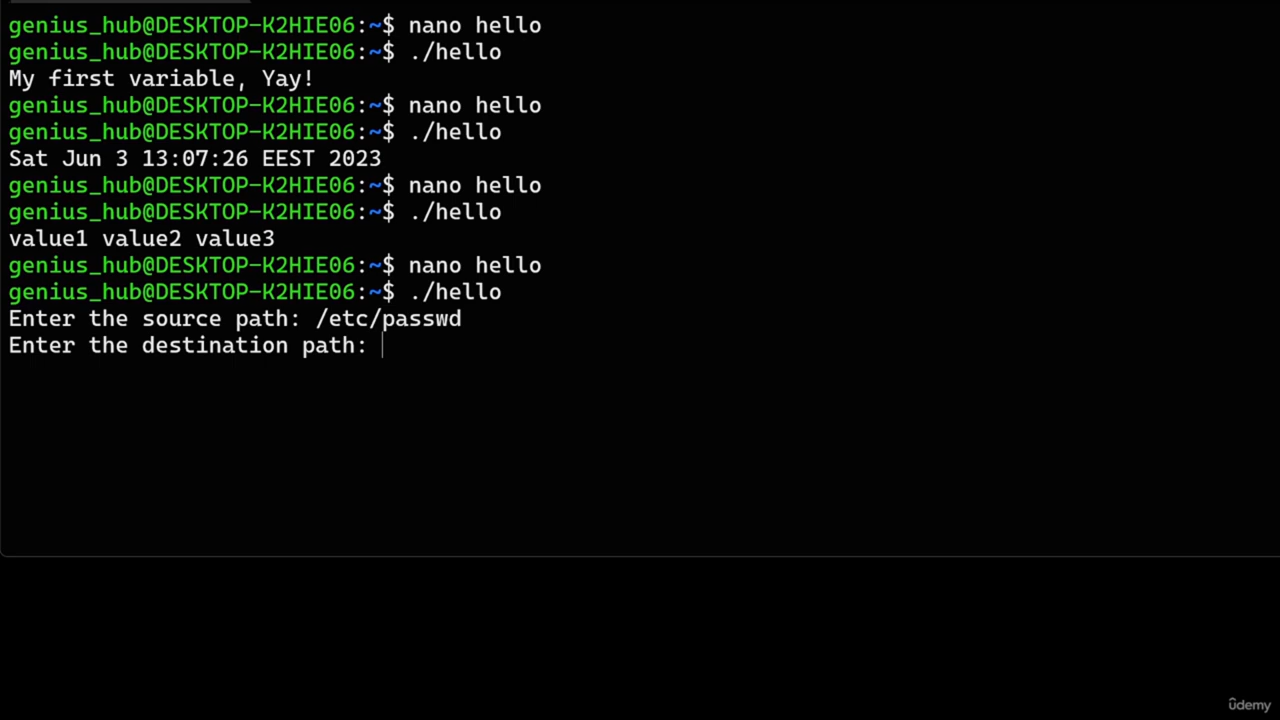 genius_hub@DESKTOP-K2HIE06:~$ nano hello
genius_hub@DESKTOP-K2HIE06:~$ ./hello
My first variable, Yay!
genius_hub@DESKTOP-K2HIE06:~$ nano hello
genius_hub@DESKTOP-K2HIE06:~$ ./hello
Sat Jun 3 13:07:26 EEST 2023
genius_hub@DESKTOP-K2HIE06:~$ nano hello
genius_hub@DESKTOP-K2HIE06:~$ ./hello
value1 value2 value3
genius_hub@DESKTOP-K2HIE06:~$ nano hello
genius_hub@DESKTOP-K2HIE06:~$ ./hello
Enter the source path: /etc/passwd
Enter the destination path:
ûdemy